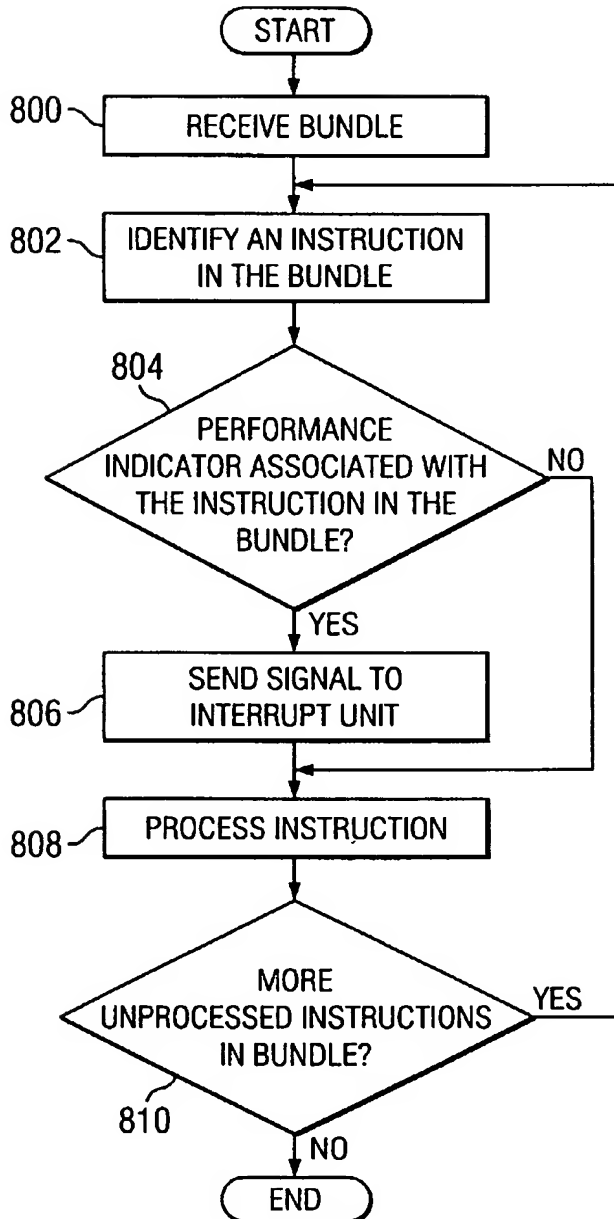 START
800
RECEIVE BUNDLE
802
IDENTIFY AN INSTRUCTION
IN THE BUNDLE
804
PERFORMANCE
INDICATOR ASSOCIATED WITH
THE INSTRUCTION IN THE
BUNDLE?
NO
YES
806
SEND SIGNAL TO
INTERRUPT UNIT
808
PROCESS INSTRUCTION
MORE
UNPROCESSED INSTRUCTIONS
IN BUNDLE?
YES
810
NO
END